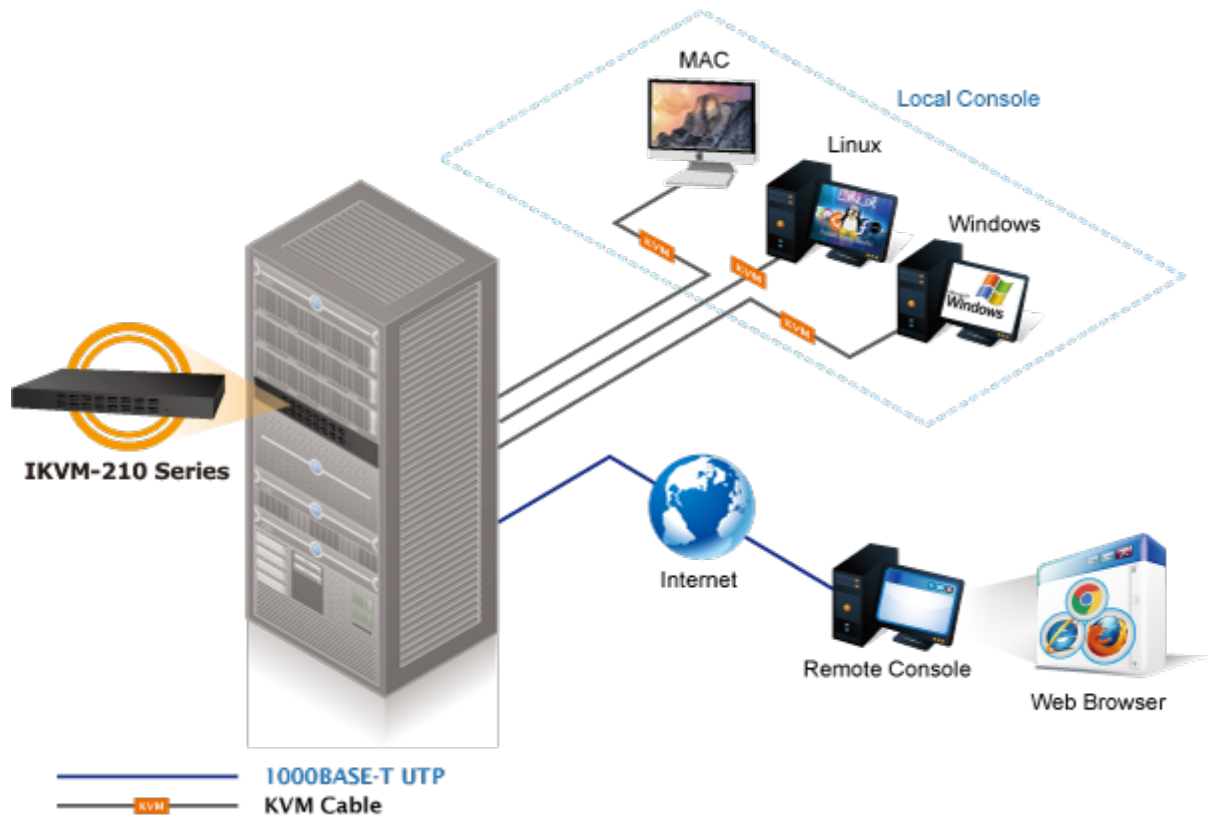 MAC
Local Console
Linux
Windows
KVM
KVM
KVM
Windows
IKVM-210 Series
Internet
Remote Console
Web Browser
1000BASE-T UTP
KVM
KVM Cable